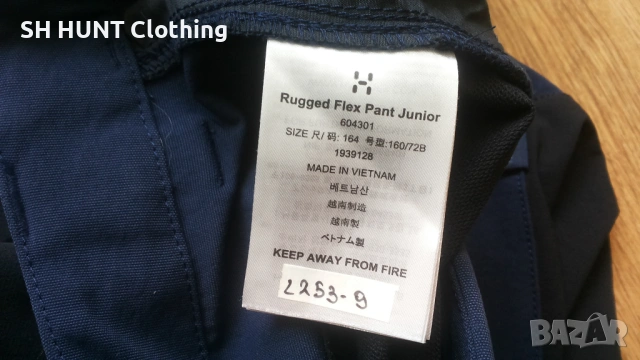 SH HUNT Clothing
Rugged Flex Pant Junior
604301
SIZE 尺/ 码: 164 号型:160/72B
1939128
MADE IN VIETNAM
베트남산
越南制造
越南製
ベトナム製
KEEP AWAY FROM FIRE
2253-9
BAZAR
bg